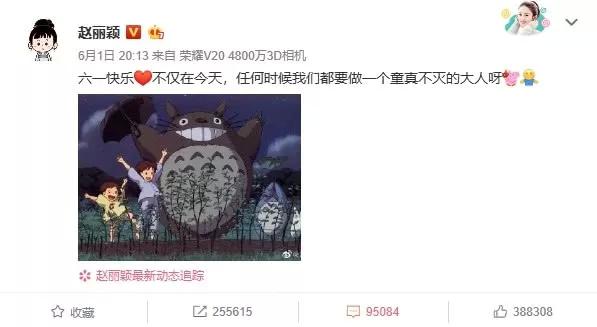 赵丽颖 V
6月1日 20:13 来自 荣耀V20 4800万3D相机
六一快乐❤不仅在今天，任何时候我们都要做一个童真不灭的大人呀
赵丽颖最新动态追踪
收藏 255615 95084 388308